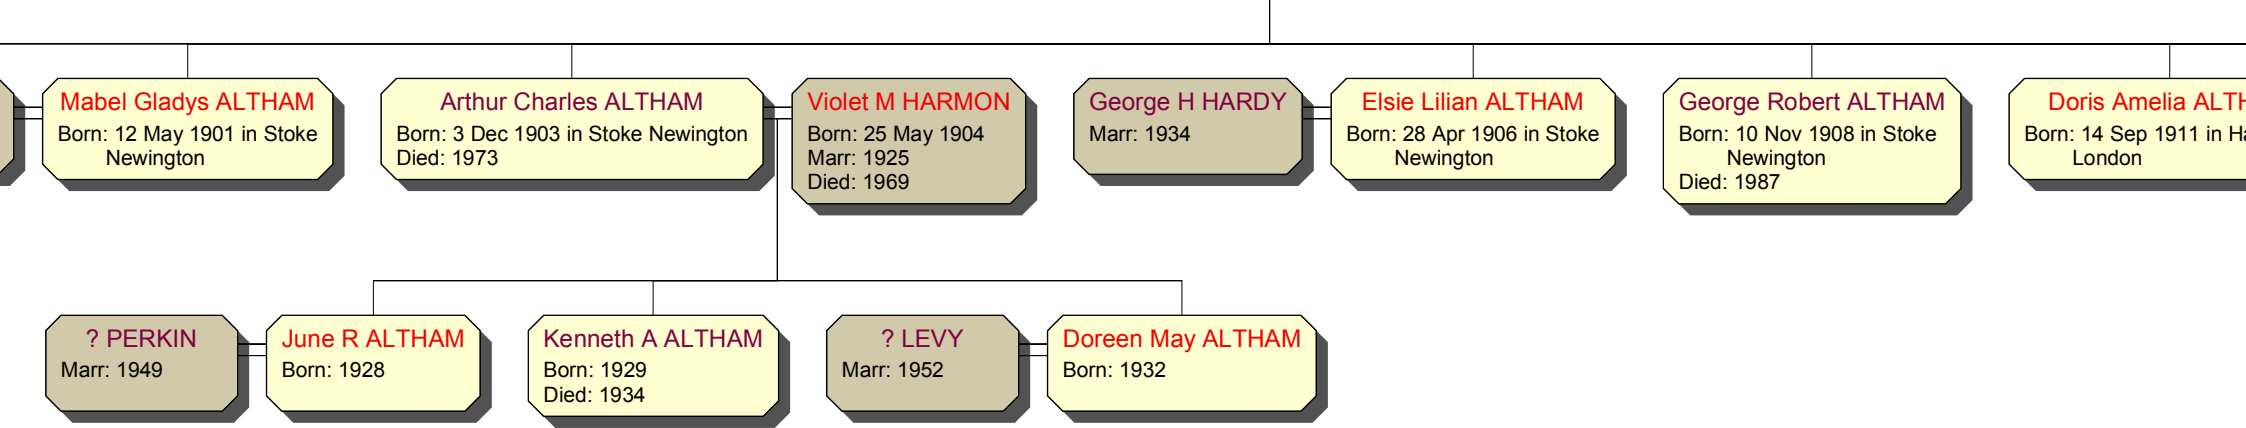 Mabel Gladys ALTHAM
Born: 12 May 1901 in Stoke
Newington
Arthur Charles ALTHAM
Born: 3 Dec 1903 in Stoke Newington
Died: 1973
Violet M HARMON
Born: 25 May 1904
Marr: 1925
Died: 1969
George H HARDY
Marr: 1934
Elsie Lilian ALTHAM
Born: 28 Apr 1906 in Stoke
Newington
George Robert ALTHAM
Born: 10 Nov 1908 in Stoke
Newington
Died: 1987
Doris Amelia
Born: 14 Sep 1911 in
London
? PERKIN
Marr: 1949
June R ALTHAM
Born: 1928
Kenneth A ALTHAM
Born: 1929
Died: 1934
? LEVY
Marr: 1952
Doreen May ALTHAM
Born: 1932